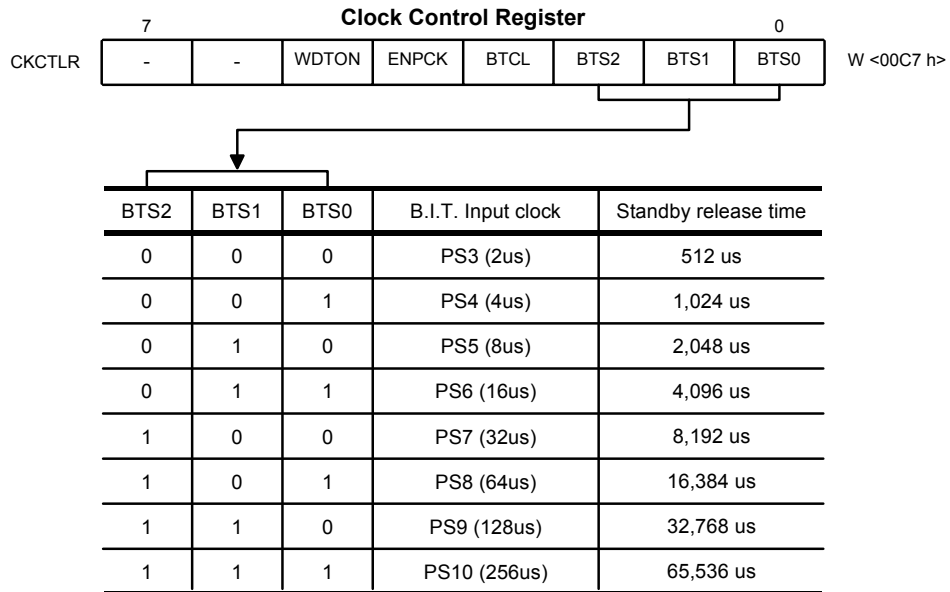 Clock Control Register
7 0
CKCTLR - - WDTON ENPCK BTCL BTS2 BTS1 BTS0 W <00C7 h>
BTS2 BTS1 BTS0 B.I.T. Input clock Standby release time
0 0 0 PS3 (2us) 512 us
0 0 1 PS4 (4us) 1,024 us
0 1 0 PS5 (8us) 2,048 us
0 1 1 PS6 (16us) 4,096 us
1 0 0 PS7 (32us) 8,192 us
1 0 1 PS8 (64us) 16,384 us
1 1 0 PS9 (128us) 32,768 us
1 1 1 PS10 (256us) 65,536 us